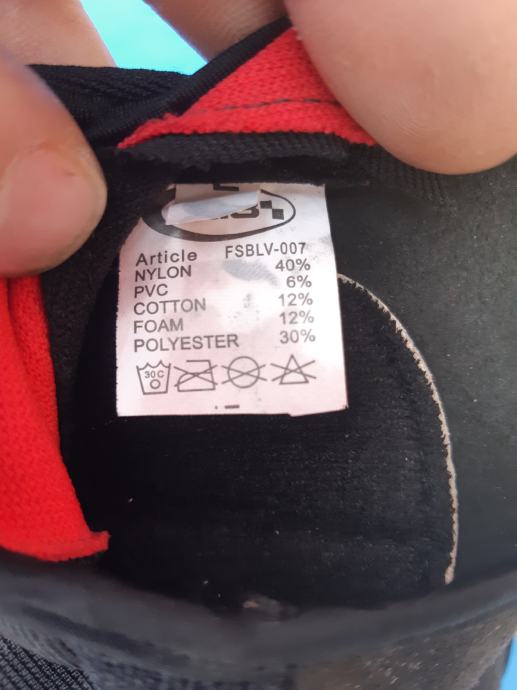 Article FSBLV-007
NYLON 40%
PVC 6%
COTTON 12%
FOAM 12%
POLYESTER 30%
30C